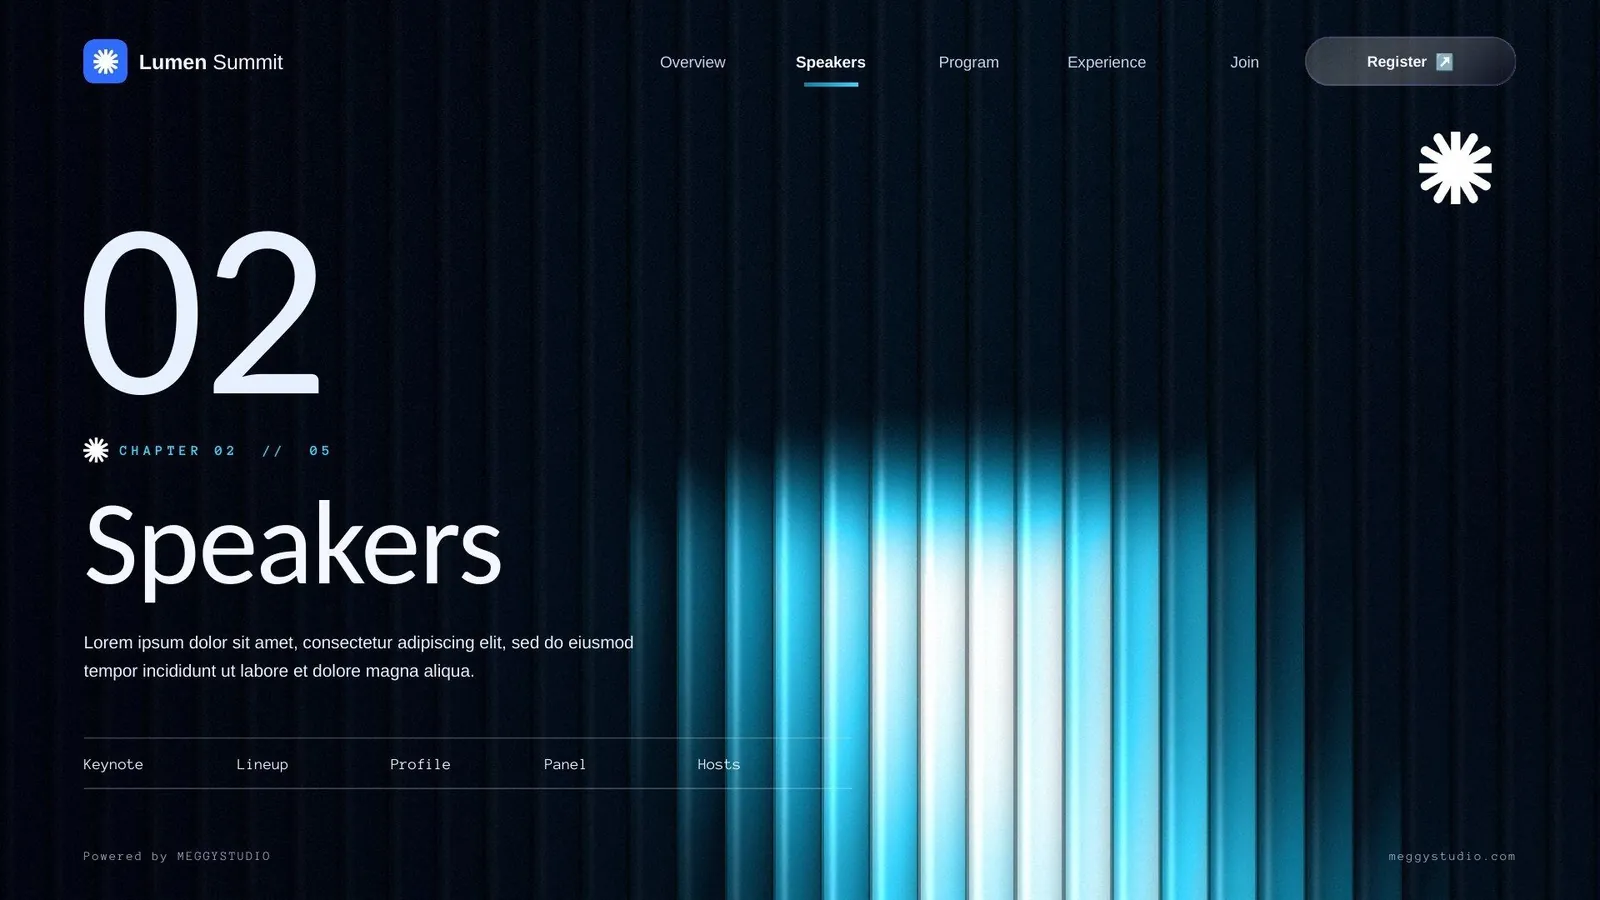 Lumen Summit
Overview Speakers Program Experience Join Register ↗
02
CHAPTER 02 // 05
Speakers
Lorem ipsum dolor sit amet, consectetur adipiscing elit, sed do eiusmod
tempor incididunt ut labore et dolore magna aliqua.
Keynote Lineup Profile Panel Hosts
Powered by MEGGYSTUDIO
meggystudio.com